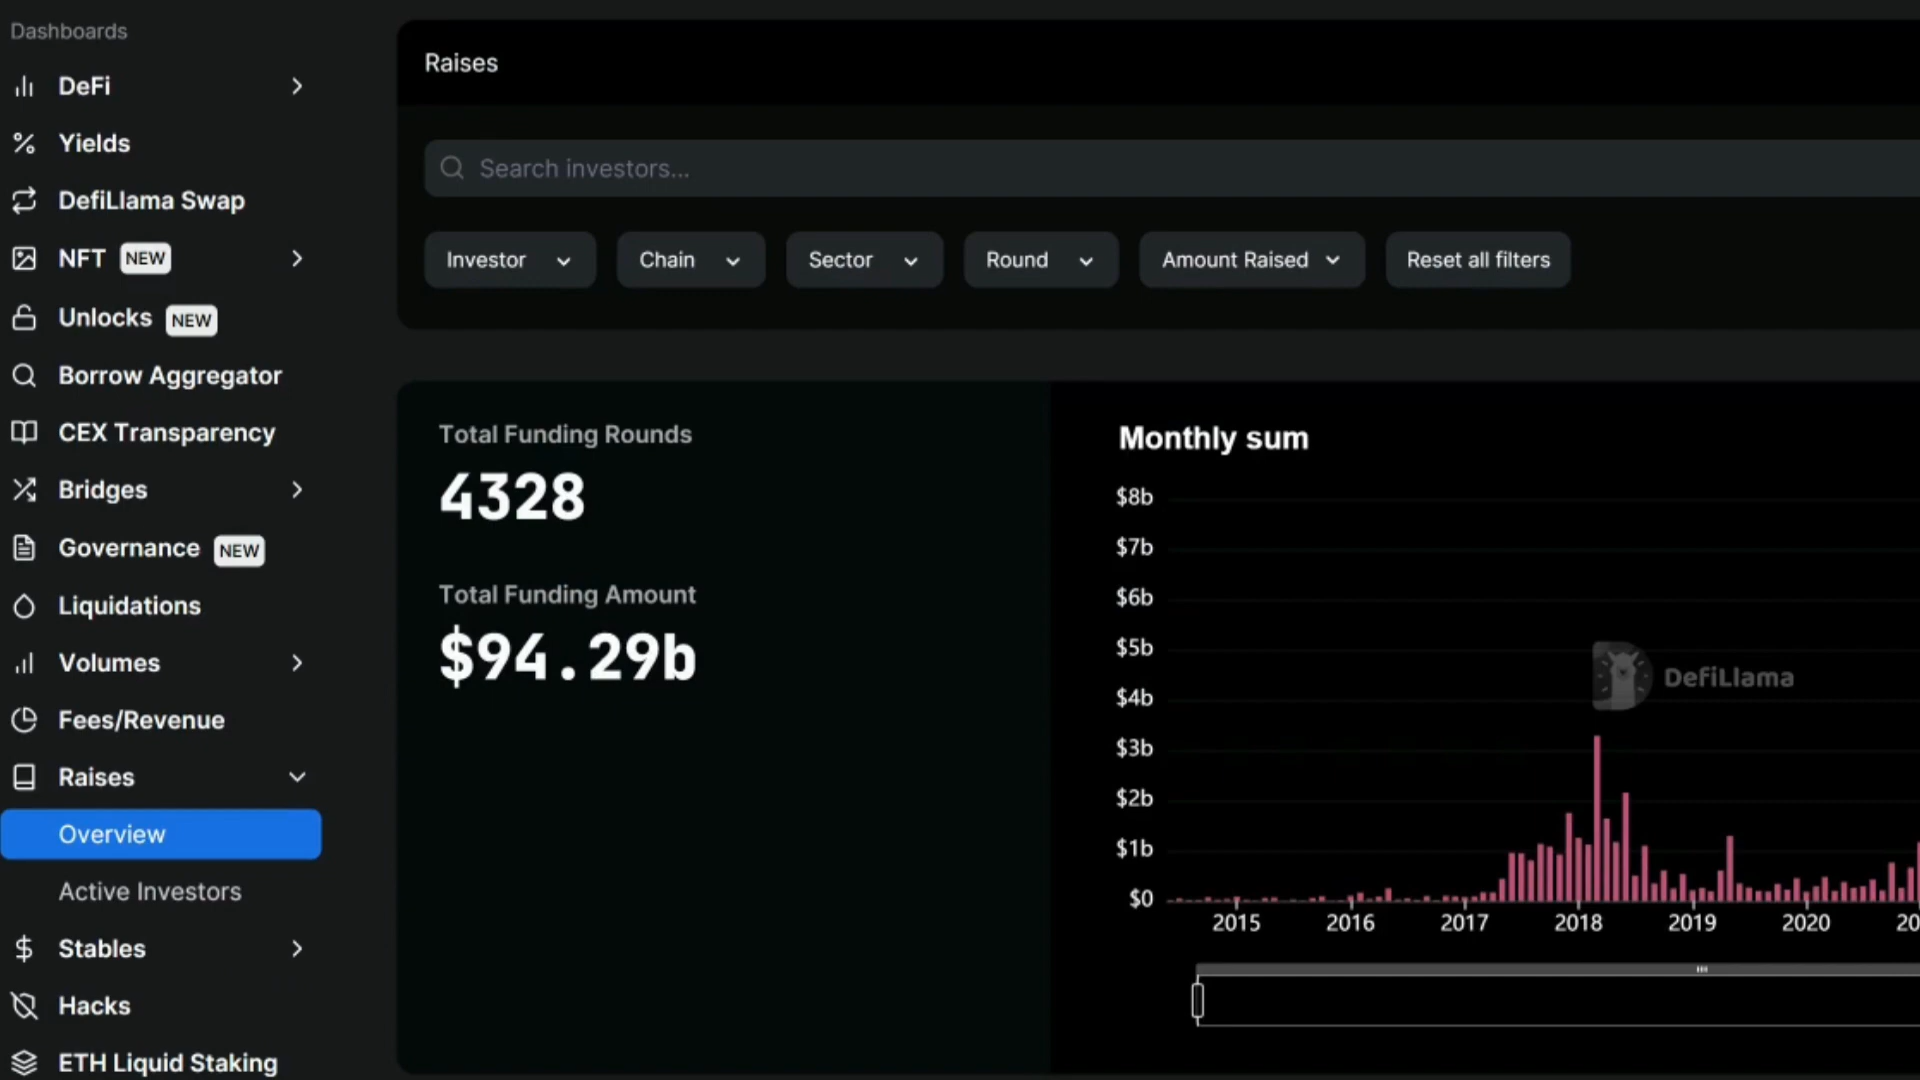 Dashboards
DeFi
Yields
DefiLlama Swap
NFT NEW
Unlocks NEW
Borrow Aggregator
CEX Transparency
Bridges
Governance NEW
Liquidations
Volumes
Fees/Revenue
Raises
Overview
Active Investors
Stables
Hacks
ETH Liquid Staking
Raises
Search investors...
Investor Chain Sector Round Amount Raised Reset all filters
Total Funding Rounds
4328
Total Funding Amount
$94.29b
Monthly sum
$8b
$7b
$6b
$5b
$4b
$3b
$2b
$1b
$0
DefiLlama
2015 2016 2017 2018 2019 2020 20